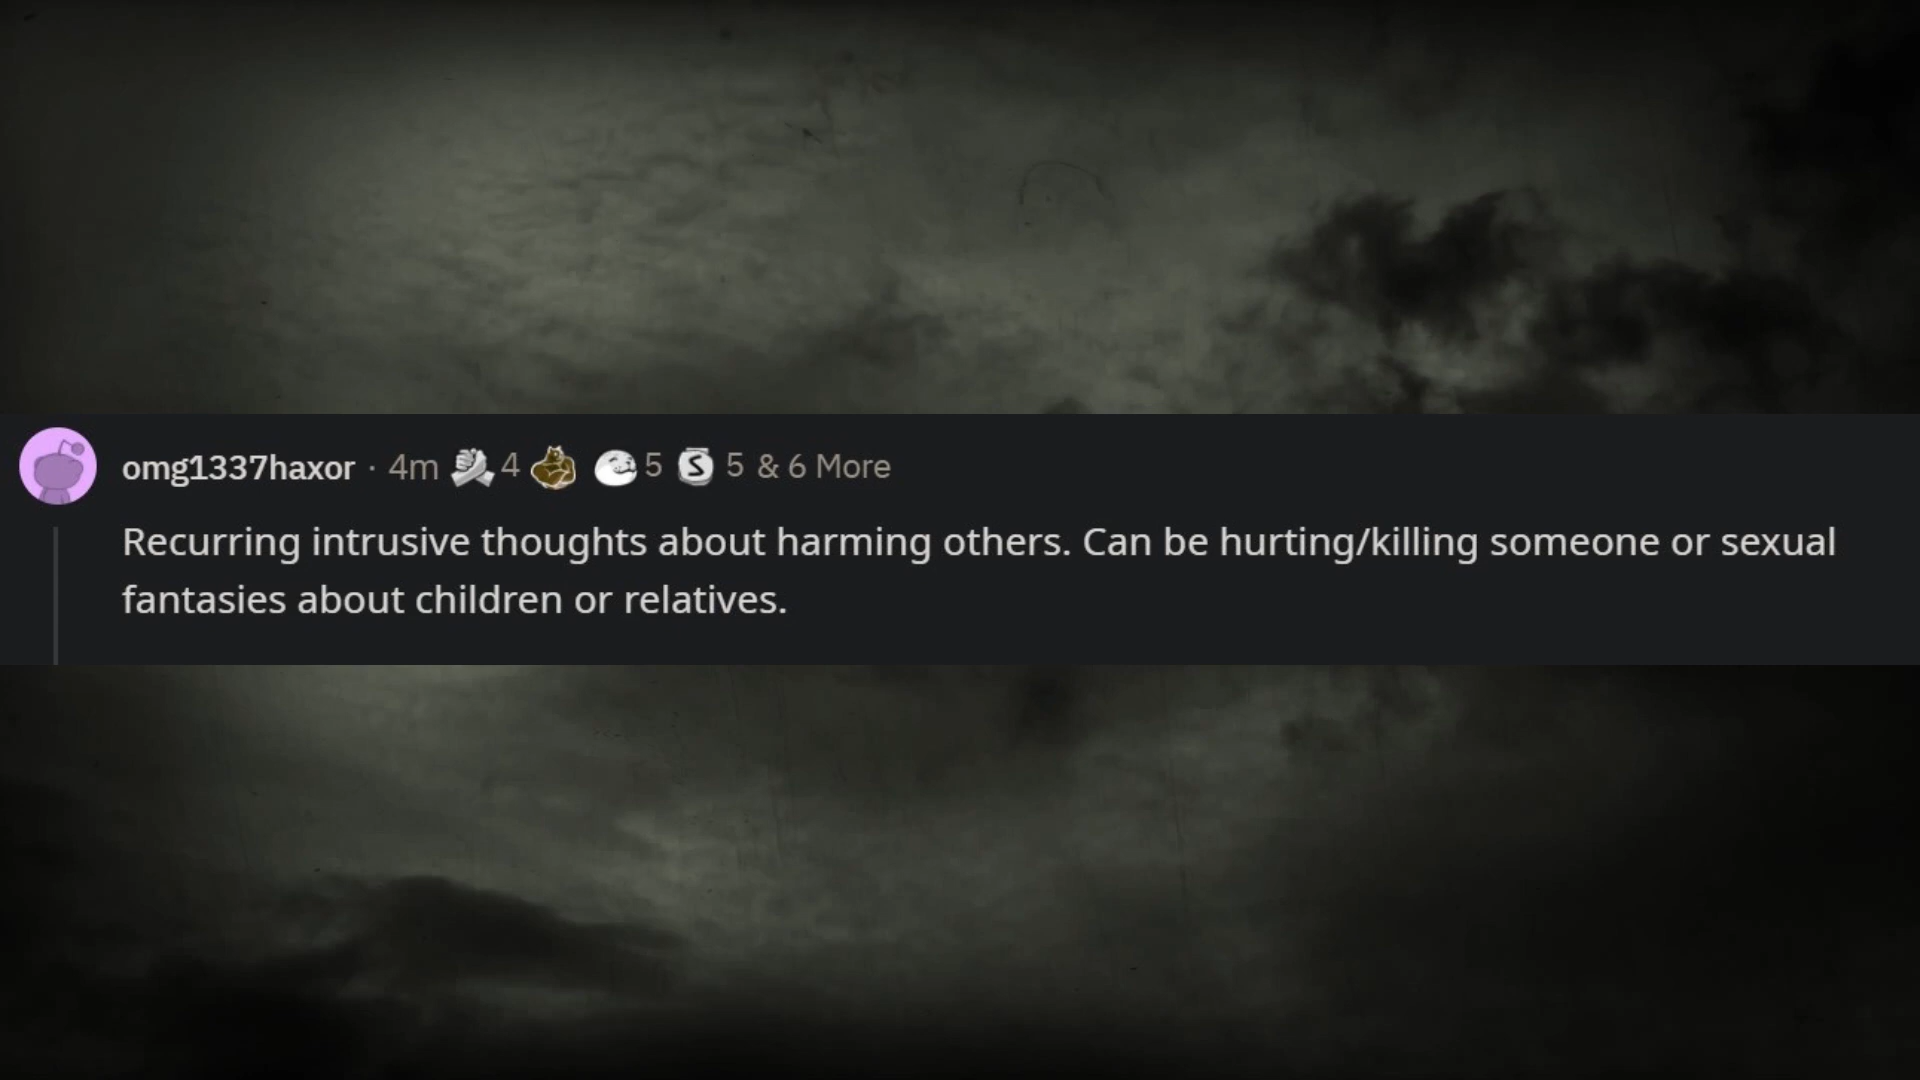 omg1337haxor · 4m 4 5 S 5 & 6 More
Recurring intrusive thoughts about harming others. Can be hurting/killing someone or sexual
fantasies about children or relatives.